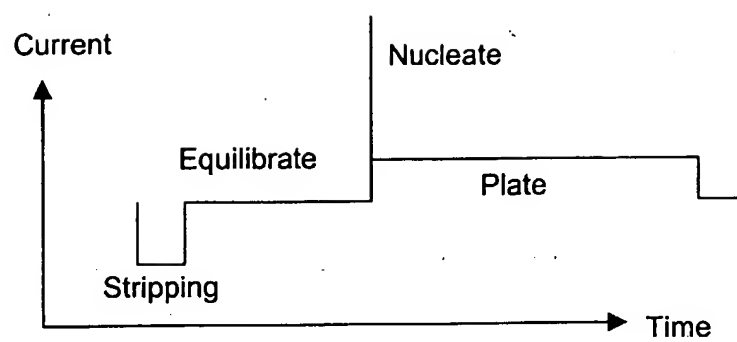 Current
Nucleate
Equilibrate
Plate
Stripping
Time